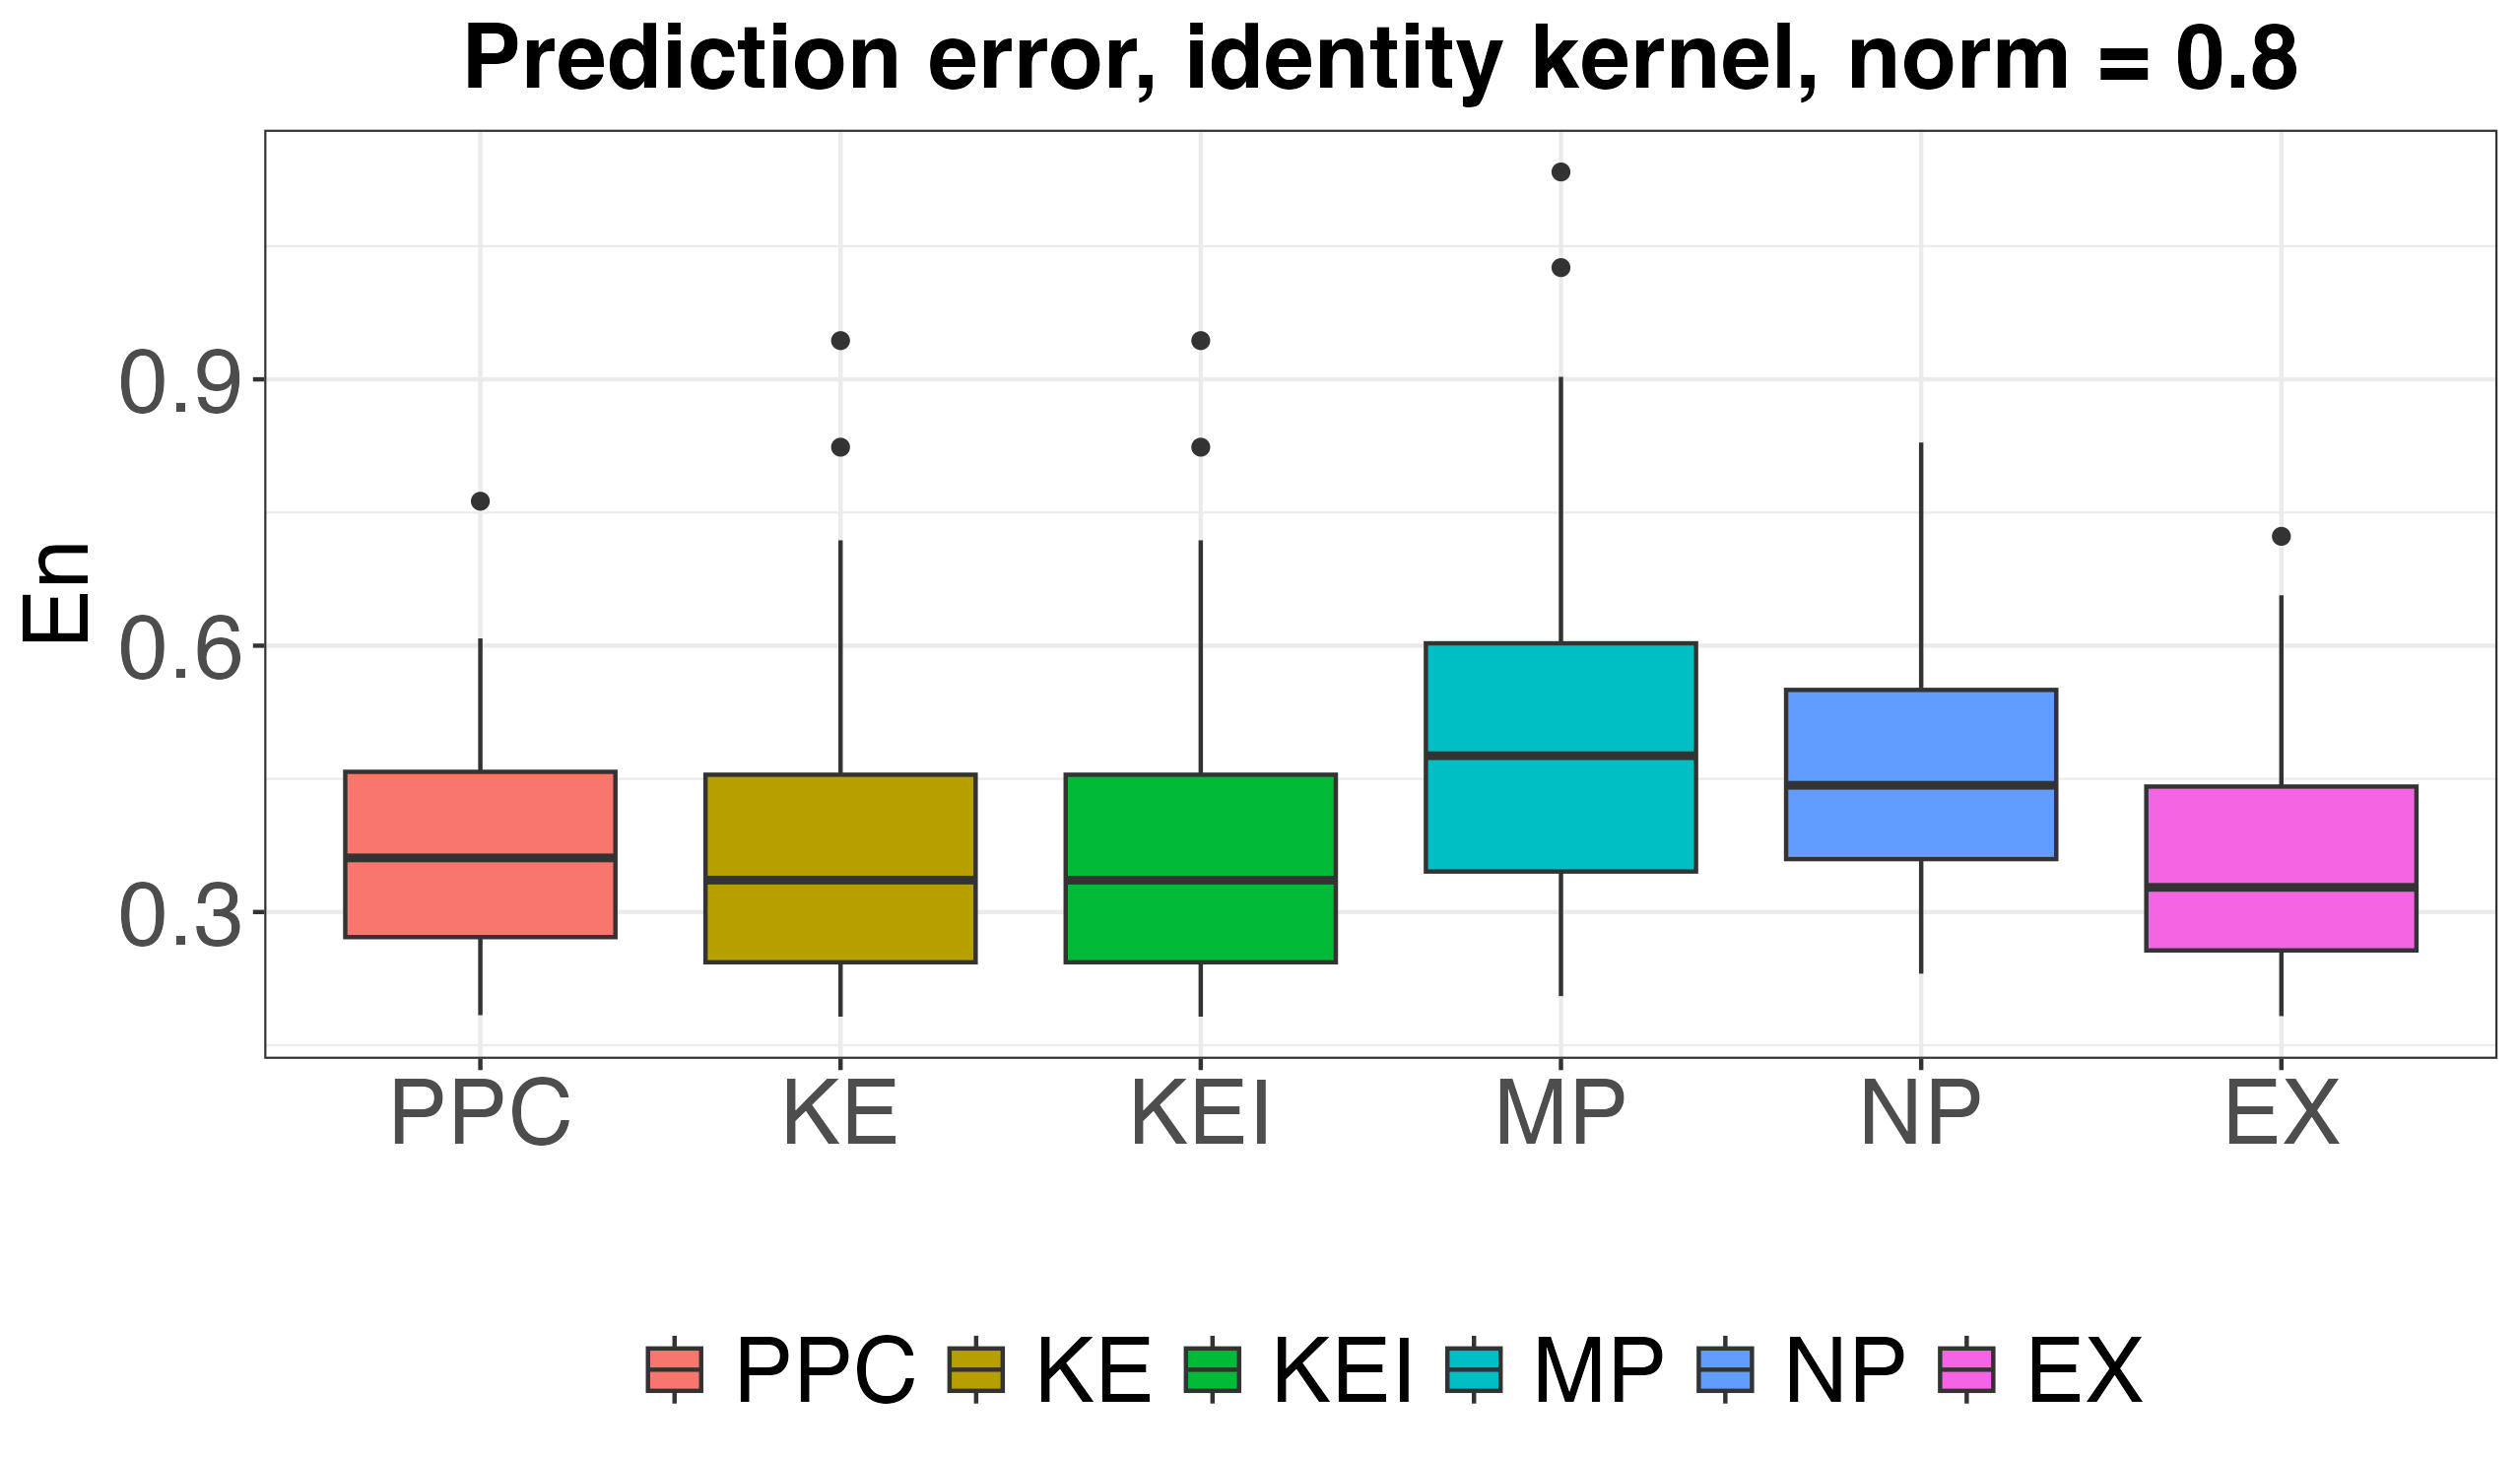 Prediction error, identity kernel, norm = 0.8
En
0.9
0.6
0.3
PPC KE KEI MP NP EX
PPC KE KEI MP NP EX